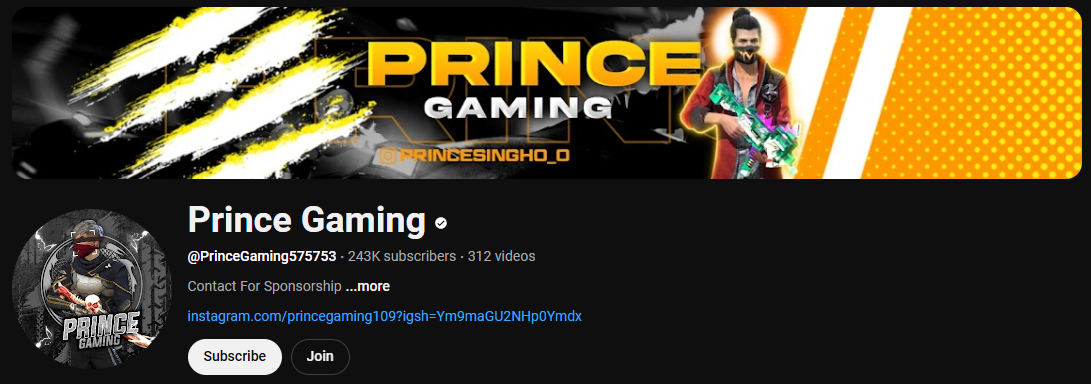 PRINCE
GAMING
PRINCESINGHO_O
Prince Gaming
@PrinceGaming575753 · 243K subscribers · 312 videos
Contact For Sponsorship ...more
instagram.com/princegaming109?igsh=Ym9maGU2NHp0Ymdx
PRINCE
GAMING
Subscribe Join